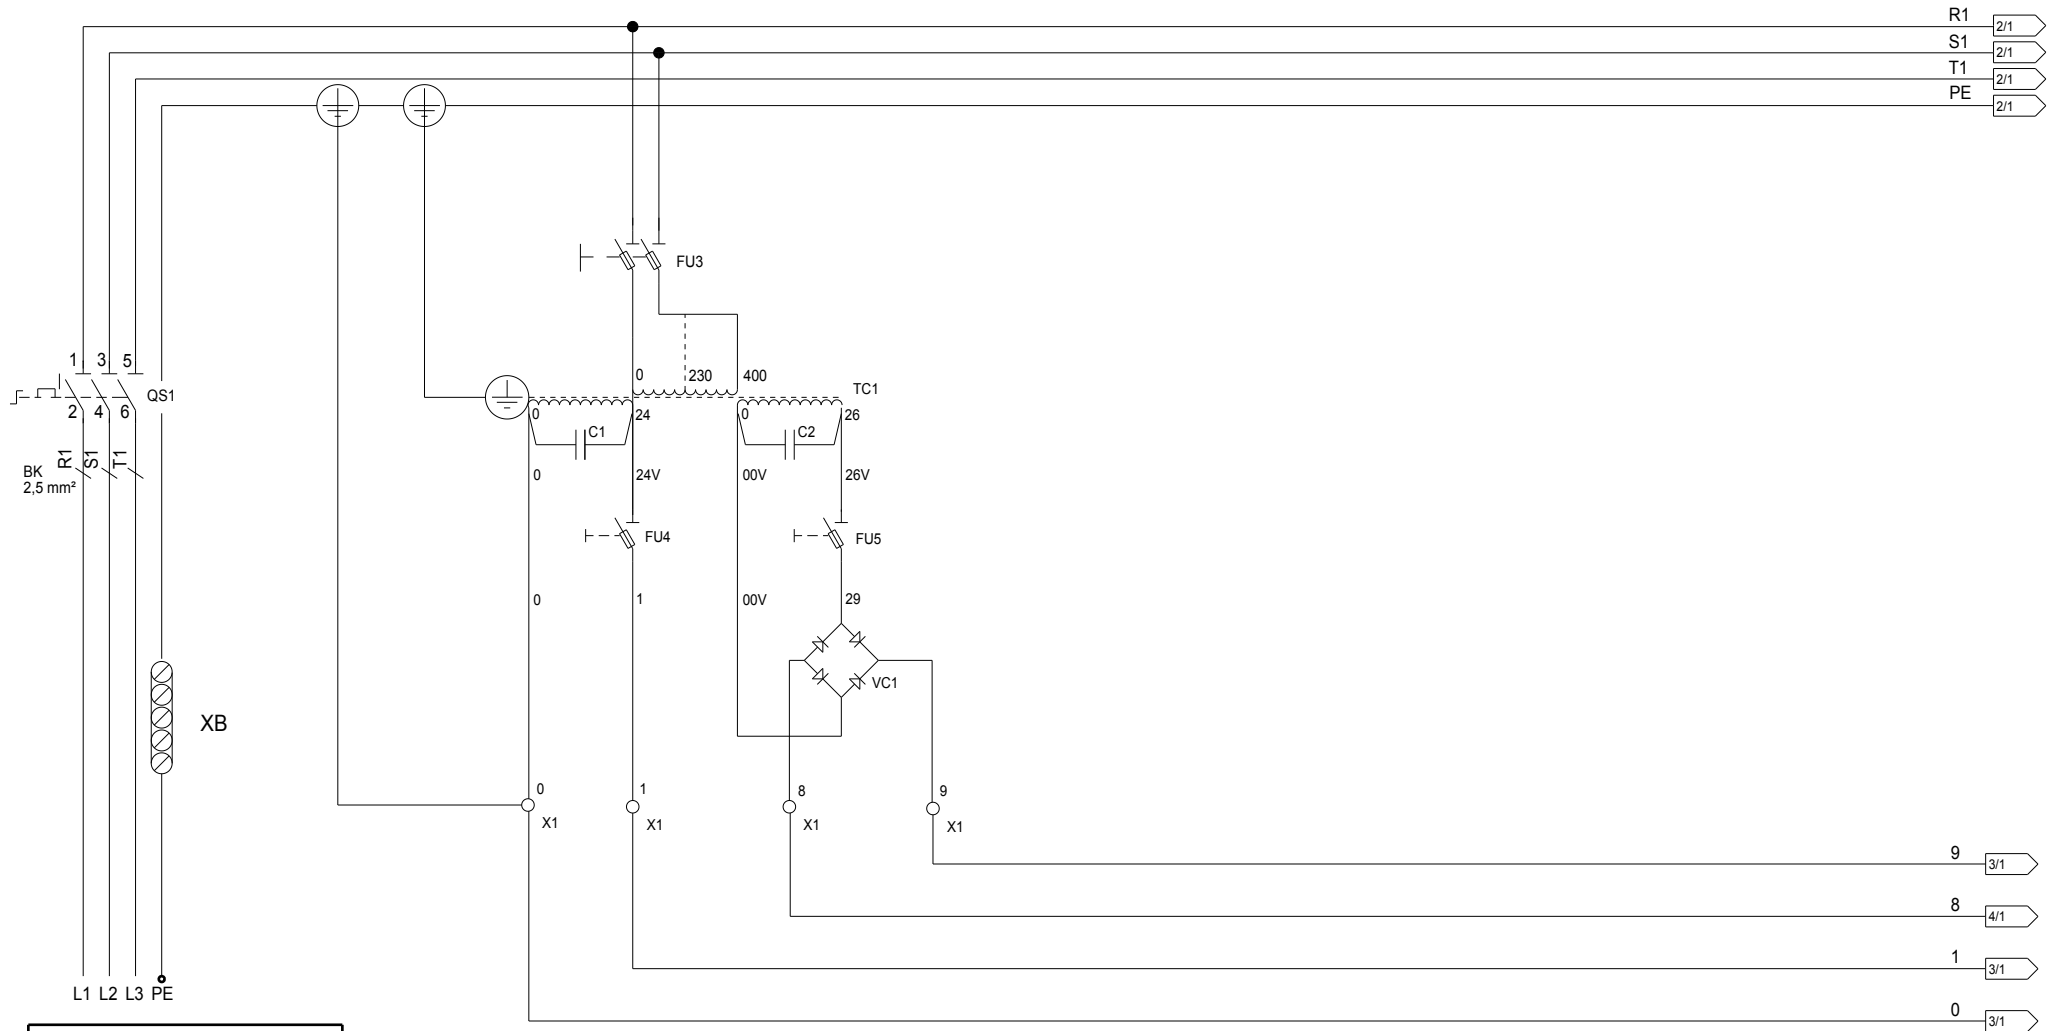 R1 2/1
S1 2/1
T1 2/1
PE 2/1
FU3
1 3 5
0 230 400
TC1
QS1
2 4 6
0 24 0 26
C1 C2
R1 S1 T1
BK
2,5 mm²
0 24V 00V 26V
FU4 FU5
0 1 00V 29
VC1
XB
0 1 8 9
X1 X1 X1 X1
9 3/1
8 4/1
1 3/1
L1 L2 L3 PE
0 3/1